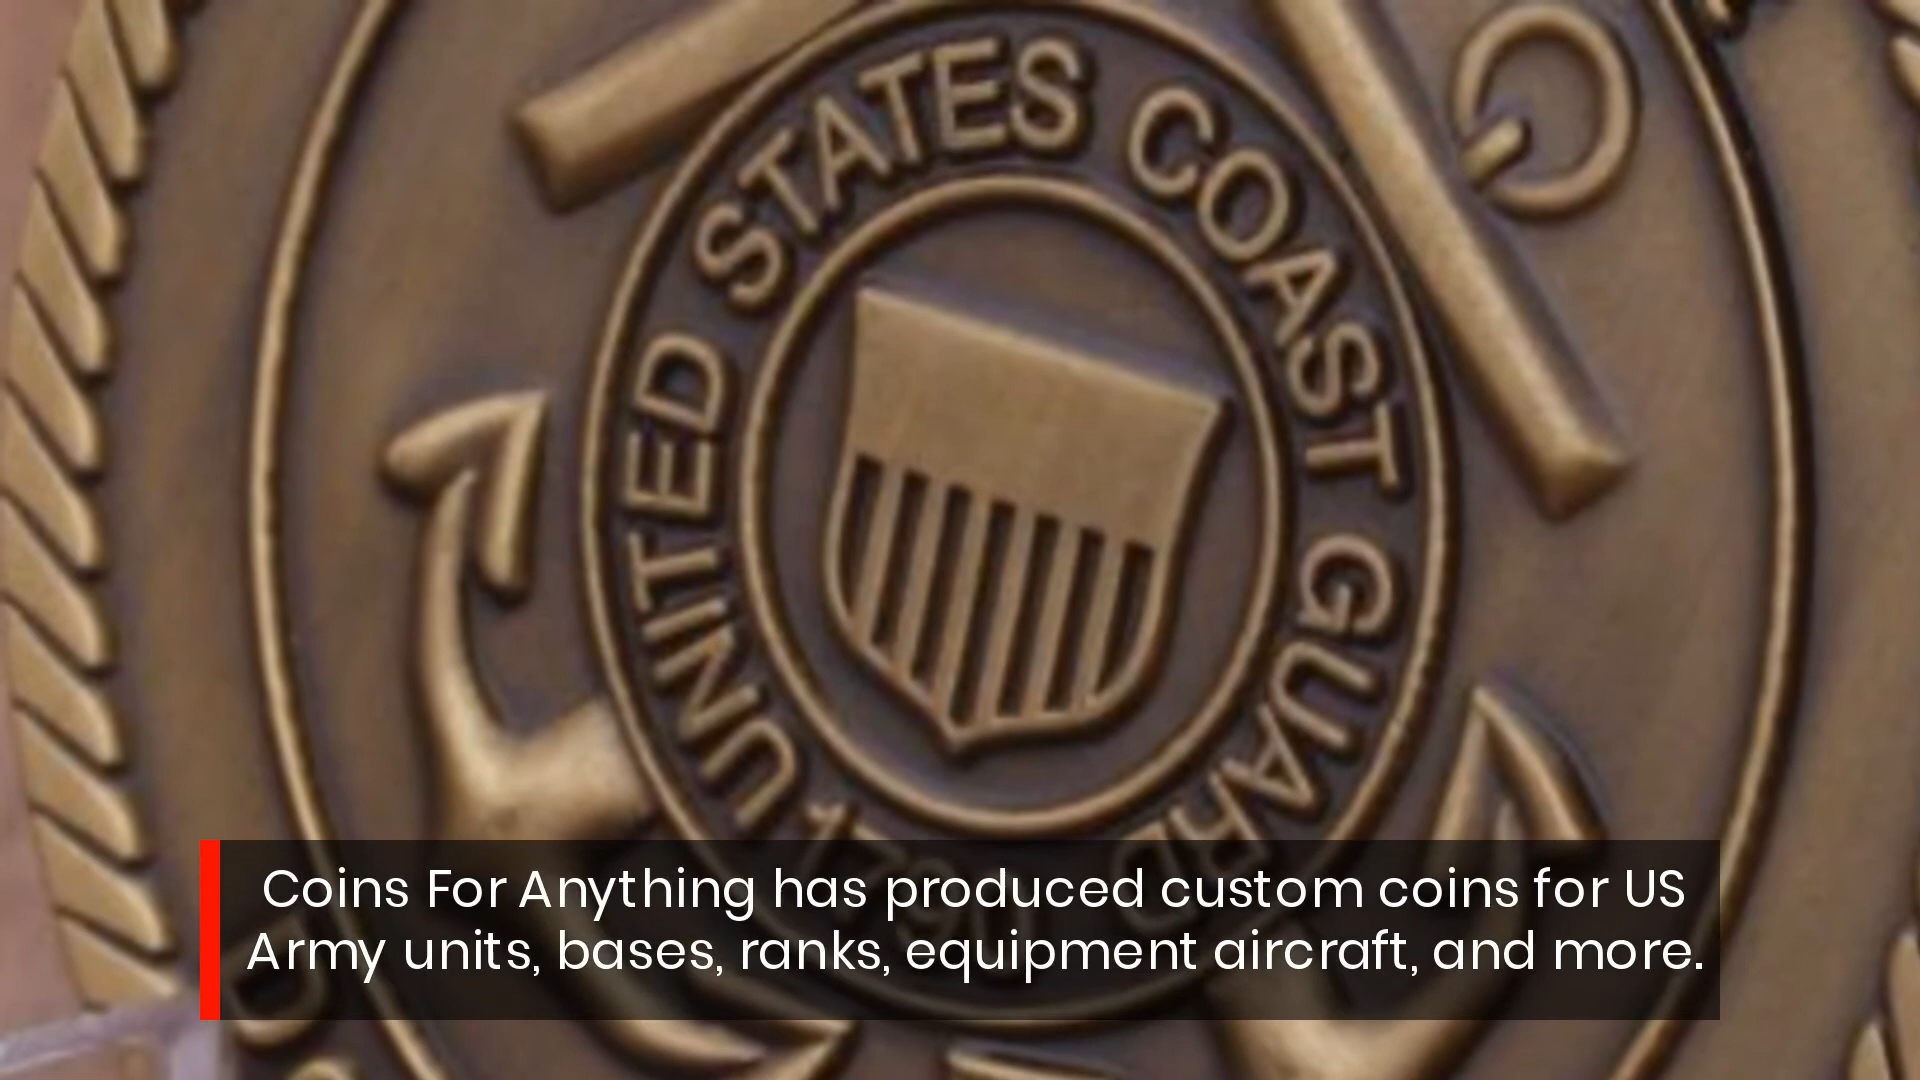 UNITED STATES COAST GUARD
1790
Coins For Anything has produced custom coins for US
Army units, bases, ranks, equipment aircraft, and more.